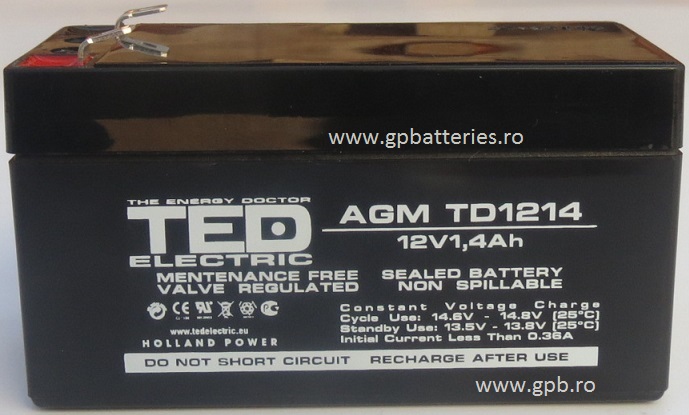 www.gpbatteries.ro
THE ENERGY DOCTOR
TED
ELECTRIC
AGM TD1214
12V1,4Ah
MENTENANCE FREE
VALVE REGULATED
SEALED BATTERY
NON SPILLABLE
www.tedelectric.eu
HOLLAND POWER
Constant Voltage Charge
Cycle Use: 14.6V - 14.8V (25°C)
Standby Use: 13.5V - 13.8V (25°C)
Initial Current Less Than 0.36A
DO NOT SHORT CIRCUIT RECHARGE AFTER USE
www.gpb.ro